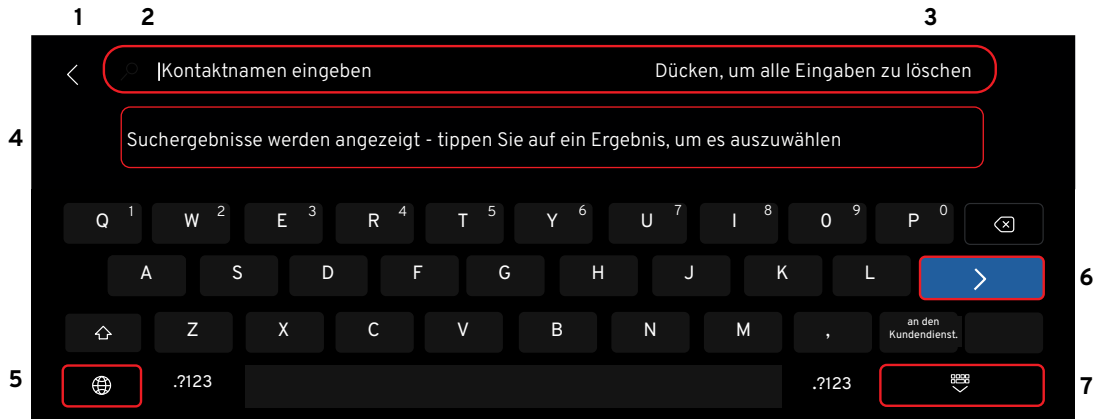 1 2 3
Kontaktnamen eingeben Dücken, um alle Eingaben zu löschen
4
Suchergebnisse werden angezeigt - tippen Sie auf ein Ergebnis, um es auszuwählen
Q 1 W 2 E 3 R 4 T 5 Y 6 U 7 I 8 O 9 P 0
A S D F G H J K L
6
Z X C V B N M ,
an den
Kundendienst.
5 .?123 .?123 7